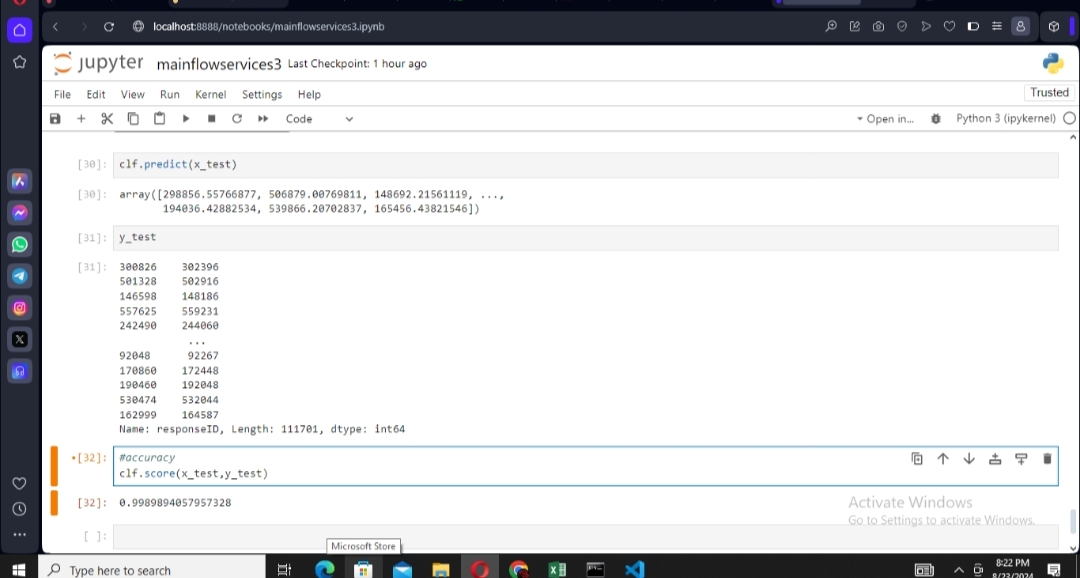 localhost:8888/notebooks/mainflowservices3.ipynb
jupyter mainflowservices3 Last Checkpoint: 1 hour ago
File Edit View Run Kernel Settings Help
Trusted
Code
Open in...
Python 3 (ipykernel)
[30]: clf.predict(x_test)
[30]: array([298856.55766877, 506879.00769811, 148692.21561119, ...,
194036.42882534, 539866.20702837, 165456.43821546])
[31]: y_test
[31]: 300826 302396
501328 502916
146598 148186
557625 559231
242490 244060
...
92048 92267
170860 172448
190460 192048
530474 532044
162999 164587
Name: responseID, Length: 111701, dtype: int64
•[32]: #accuracy
clf.score(x_test,y_test)
[32]: 0.9989894057957328
Activate Windows
Go to Settings to activate Windows.
[ ]:
Microsoft Store
Type here to search
8:22 PM
8/23/2024